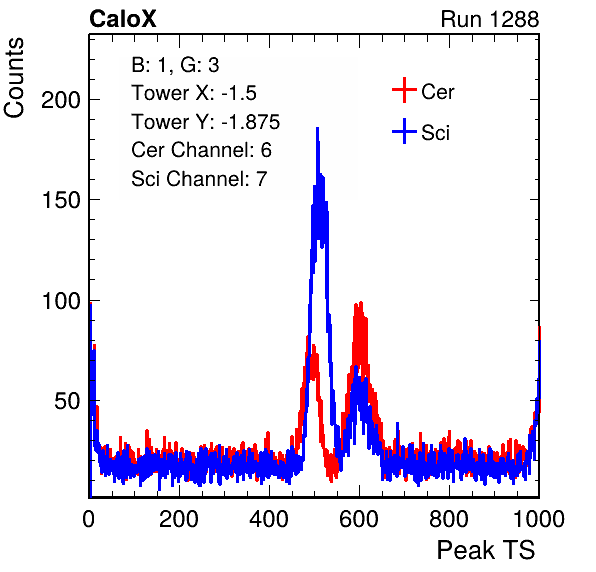 CaloX
Run 1288
Counts
B: 1, G: 3
Tower X: -1.5
Tower Y: -1.875
Cer Channel: 6
Sci Channel: 7
Cer
Sci
200
150
100
50
0 200 400 600 800 1000
Peak TS